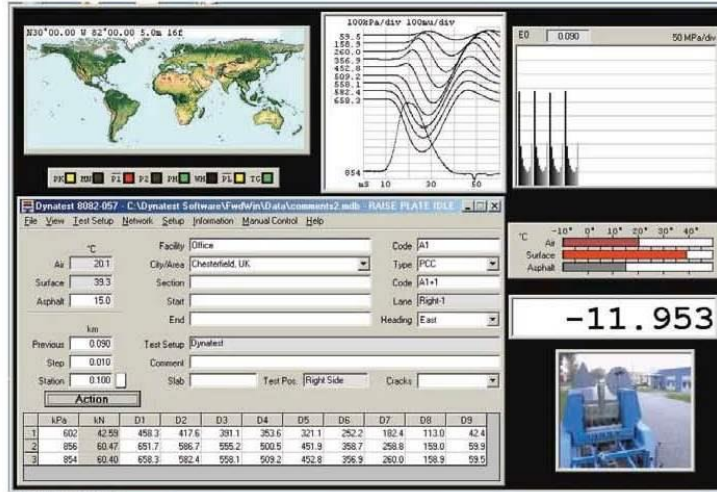 N30°00.00 W 82°00.00 5.0m 16f
PK MN P1 P2 PH WH PL TG
100kPa/div 100mu/div
59.5
158.9
260.0
356.9
452.8
509.2
558.1
582.4
658.3
854
mS 10 30 50
E0 0.090 50 MPa/div
Dynatest 8082-057 - C:\Dynatest Software\FwdWin\Data\comments2.mdb - RAISE PLATE IDLE
File View Test Setup Network Setup Information Manual Control Help
°C
Air 20.1
Surface 39.3
Asphalt 15.0
km
Previous 0.090
Step 0.010
Station 0.100
Action
Facility Office
City/Area Chesterfield, UK
Section
Start
End
Test Setup Dynatest
Comment
Slab Test Pos. Right Side Cracks
Code A1
Type PCC
Code A1+1
Lane Right-1
Heading East
kPa kN D1 D2 D3 D4 D5 D6 D7 D8 D9
1 602 42.59 458.3 417.6 391.1 353.6 321.1 252.2 182.4 113.0 42.4
2 856 60.47 651.7 586.7 555.2 500.5 451.9 358.7 258.8 159.0 59.9
3 854 60.40 658.3 582.4 558.1 509.2 452.8 356.9 260.0 158.9 59.5
°C -10° 0° 10° 20° 30° 40°
Air
Surface
Asphalt
-11.953